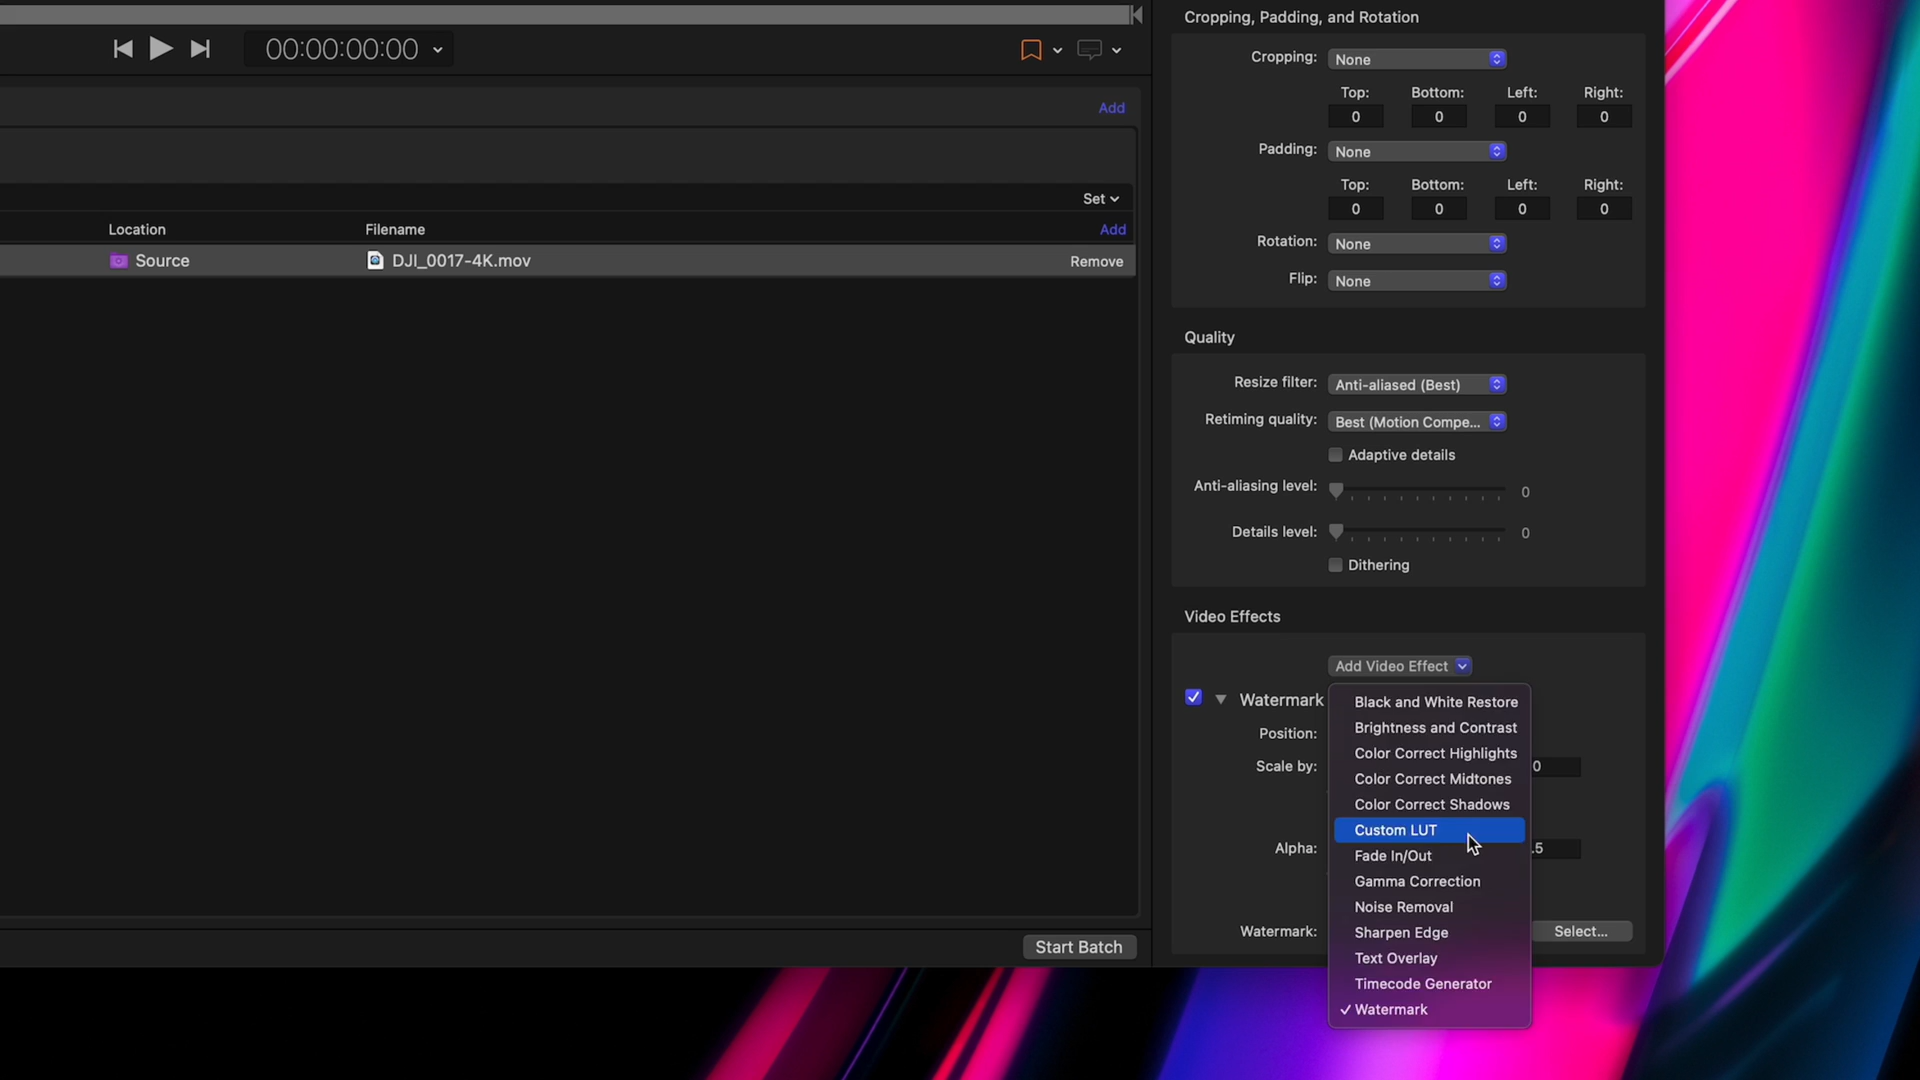 Cropping, Padding, and Rotation
00:00:00:00
Cropping: None
Top: Bottom: Left: Right:
0 0 0 0
Add
Padding: None
Top: Bottom: Left: Right:
Set
0 0 0 0
Location Filename Add
Rotation: None
Source DJI_0017-4K.mov Remove
Flip: None
Quality
Resize filter: Anti-aliased (Best)
Retiming quality: Best (Motion Compe...
Adaptive details
Anti-aliasing level: 0
Details level: 0
Dithering
Video Effects
Add Video Effect
Watermark
Position:
Scale by: 0
Alpha: .5
Watermark: Select...
Black and White Restore
Brightness and Contrast
Color Correct Highlights
Color Correct Midtones
Color Correct Shadows
Custom LUT
Fade In/Out
Gamma Correction
Noise Removal
Sharpen Edge
Text Overlay
Timecode Generator
✓ Watermark
Start Batch